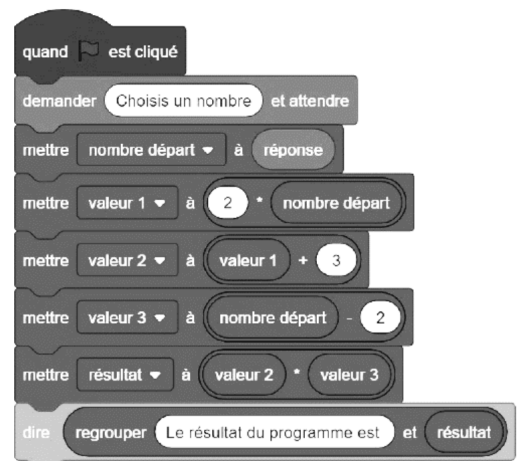 quand est cliqué
demander Choisis un nombre et attendre
mettre nombre départ à réponse
mettre valeur 1 à 2 * nombre départ
mettre valeur 2 à valeur 1 + 3
mettre valeur 3 à nombre départ - 2
mettre résultat à valeur 2 * valeur 3
dire regrouper Le résultat du programme est et résultat